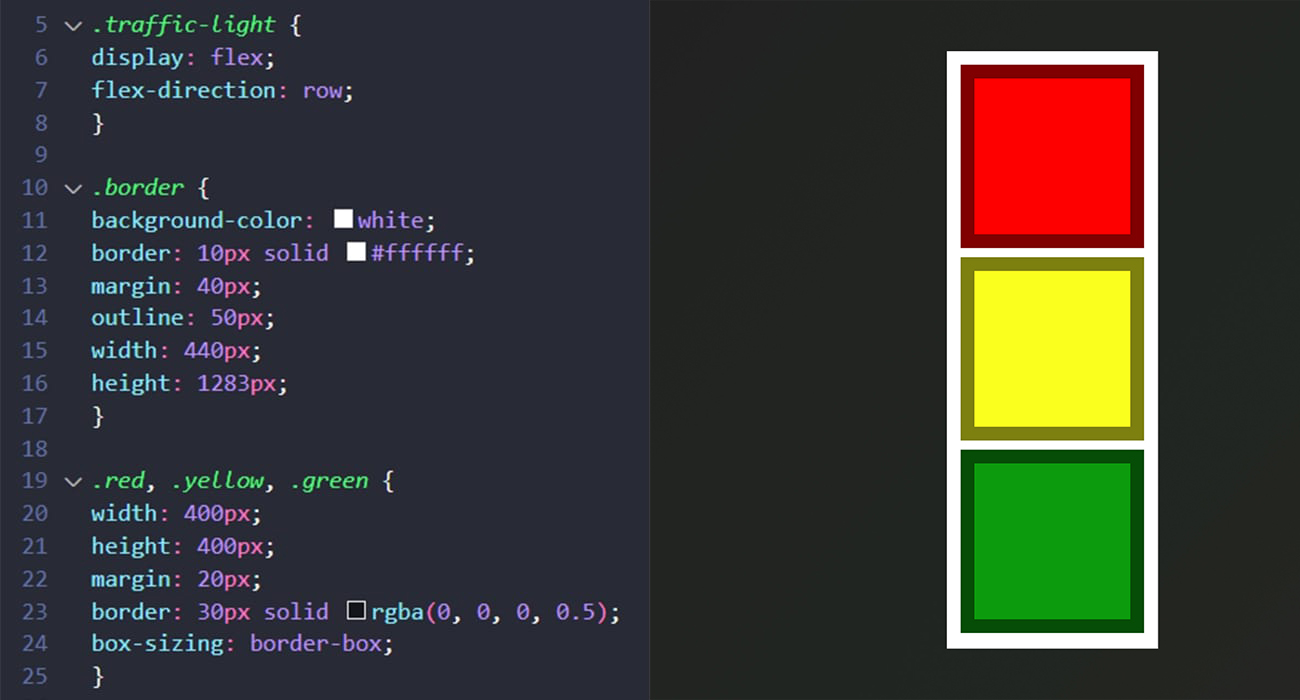 5 .traffic-light {
6 display: flex;
7 flex-direction: row;
8 }
9
10 .border {
11 background-color: white;
12 border: 10px solid #ffffff;
13 margin: 40px;
14 outline: 50px;
15 width: 440px;
16 height: 1283px;
17 }
18
19 .red, .yellow, .green {
20 width: 400px;
21 height: 400px;
22 margin: 20px;
23 border: 30px solid rgba(0, 0, 0, 0.5);
24 box-sizing: border-box;
25 }